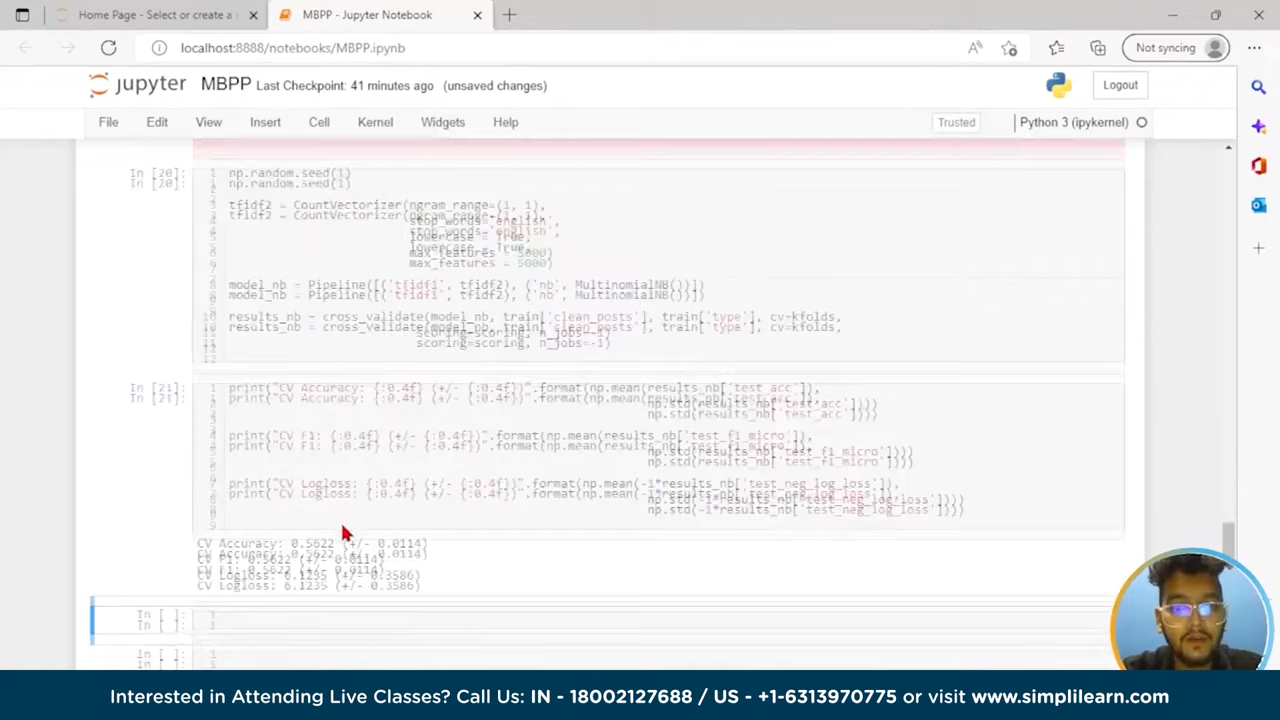 Home Page - Select or create a n
MBPP - Jupyter Notebook
localhost:8888/notebooks/MBPP.ipynb
Not syncing
jupyter MBPP Last Checkpoint: 41 minutes ago (unsaved changes)
Logout
File Edit View Insert Cell Kernel Widgets Help
Trusted
Python 3 (ipykernel)
In [20]:
np.random.seed(1)
tfidf2 = CountVectorizer(ngram_range=(1, 1),
stop_words='english',
lowercase = True,
max_features = 5000)
model_nb = Pipeline([('tfidf1', tfidf2), ('nb', MultinomialNB())])
results_nb = cross_validate(model_nb, train['clean_posts'], train['type'], cv=kfolds,
scoring=scoring, n_jobs=-1)
In [21]:
print("CV Accuracy: {:0.4f} (+/- {:0.4f})".format(np.mean(results_nb['test_acc']),
np.std(results_nb['test_acc'])))
print("CV F1: {:0.4f} (+/- {:0.4f})".format(np.mean(results_nb['test_f1_micro']),
np.std(results_nb['test_f1_micro'])))
print("CV Logloss: {:0.4f} (+/- {:0.4f})".format(np.mean(-1*results_nb['test_neg_log_loss']),
np.std(-1*results_nb['test_neg_log_loss'])))
CV Accuracy: 0.5622 (+/- 0.0114)
CV F1: 0.5622 (+/- 0.0114)
CV Logloss: 6.1235 (+/- 0.3586)
In [ ]:
Interested in Attending Live Classes? Call Us: IN - 18002127688 / US - +1-6313970775 or visit www.simplilearn.com